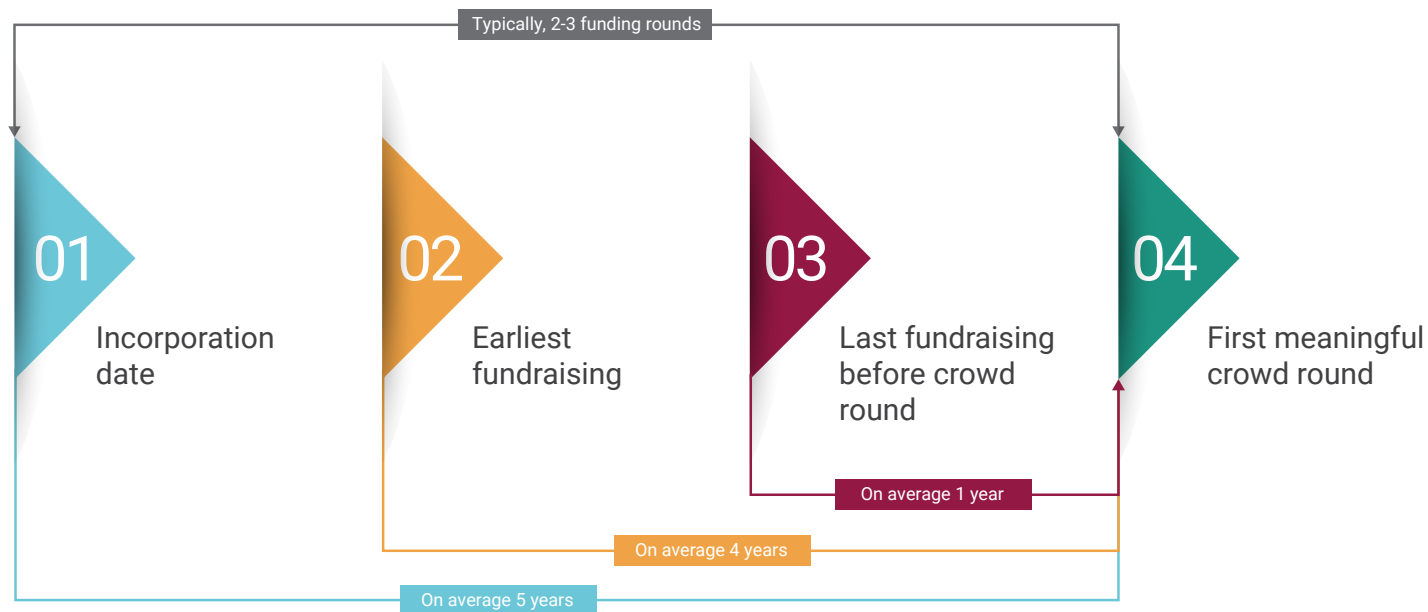 Typically, 2-3 funding rounds
01
Incorporation
date
02
Earliest
fundraising
03
Last fundraising
before crowd
round
04
First meaningful
crowd round
On average 1 year
On average 4 years
On average 5 years